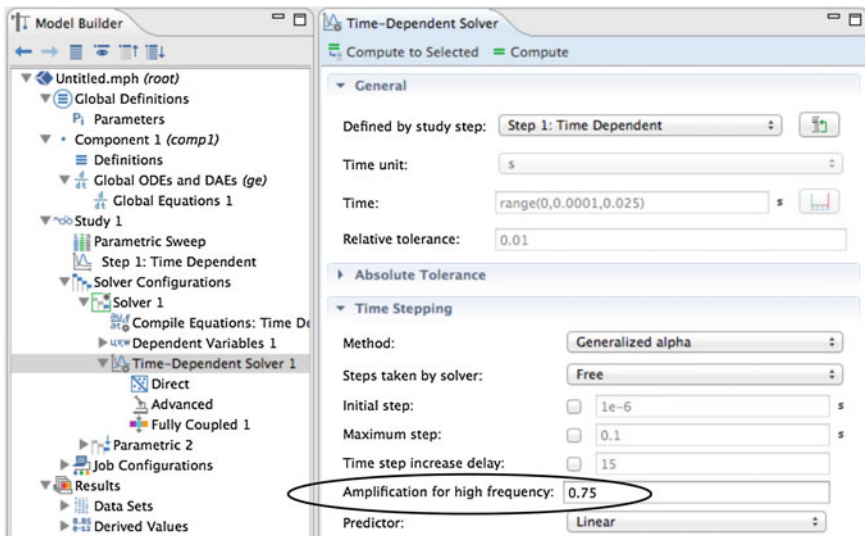 Model Builder
Untitled.mph (root)
Global Definitions
Pi Parameters
Component 1 (comp1)
Definitions
Global ODEs and DAEs (ge)
Global Equations 1
Study 1
Parametric Sweep
Step 1: Time Dependent
Solver Configurations
Solver 1
Compile Equations: Time De
Dependent Variables 1
Time-Dependent Solver 1
Direct
Advanced
Fully Coupled 1
Parametric 2
Job Configurations
Results
Data Sets
Derived Values
Time-Dependent Solver
Compute to Selected = Compute
General
Defined by study step: Step 1: Time Dependent
Time unit: s
Time: range(0,0.0001,0.025) s
Relative tolerance: 0.01
Absolute Tolerance
Time Stepping
Method: Generalized alpha
Steps taken by solver: Free
Initial step: 1e-6 s
Maximum step: 0.1 s
Time step increase delay: 15
Amplification for high frequency: 0.75
Predictor: Linear